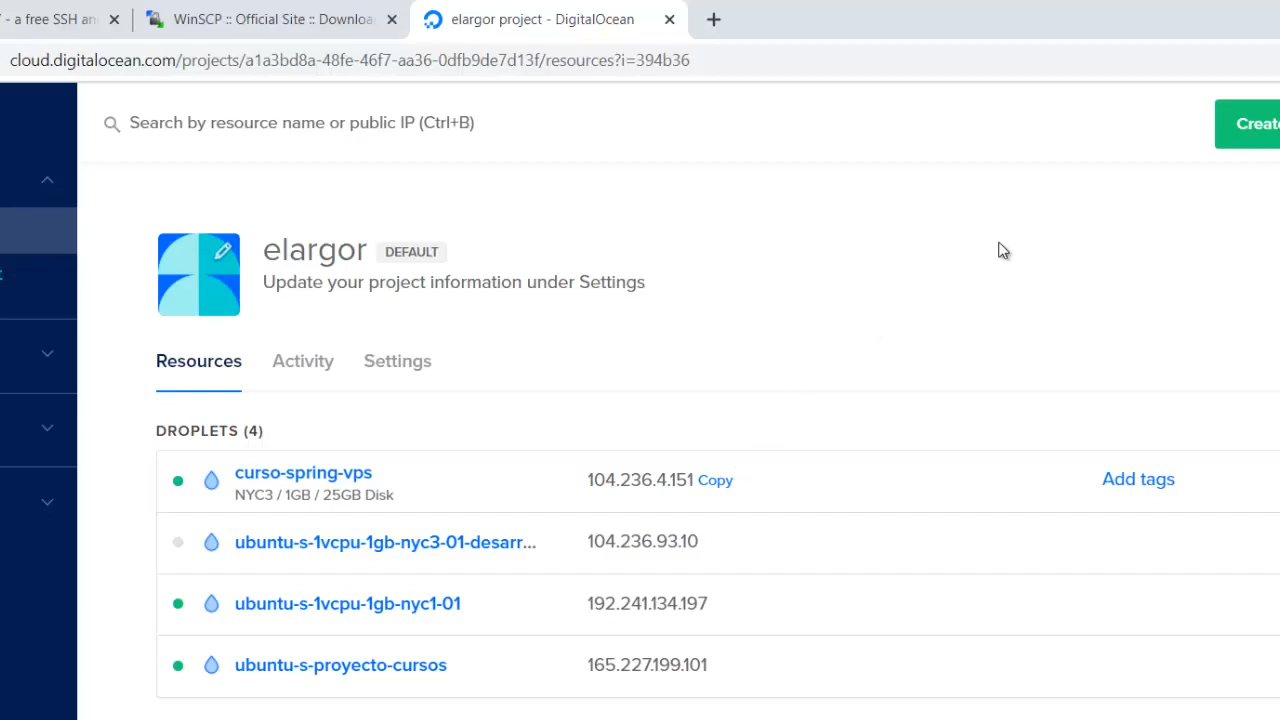 - a free SSH an
WinSCP :: Official Site :: Downloa
elargor project - DigitalOcean
cloud.digitalocean.com/projects/a1a3bd8a-48fe-46f7-aa36-0dfb9de7d13f/resources?i=394b36
Search by resource name or public IP (Ctrl+B)
Create
elargor DEFAULT
Update your project information under Settings
Resources Activity Settings
DROPLETS (4)
curso-spring-vps 104.236.4.151 Copy Add tags
NYC3 / 1GB / 25GB Disk
ubuntu-s-1vcpu-1gb-nyc3-01-desarr... 104.236.93.10
ubuntu-s-1vcpu-1gb-nyc1-01 192.241.134.197
ubuntu-s-proyecto-cursos 165.227.199.101